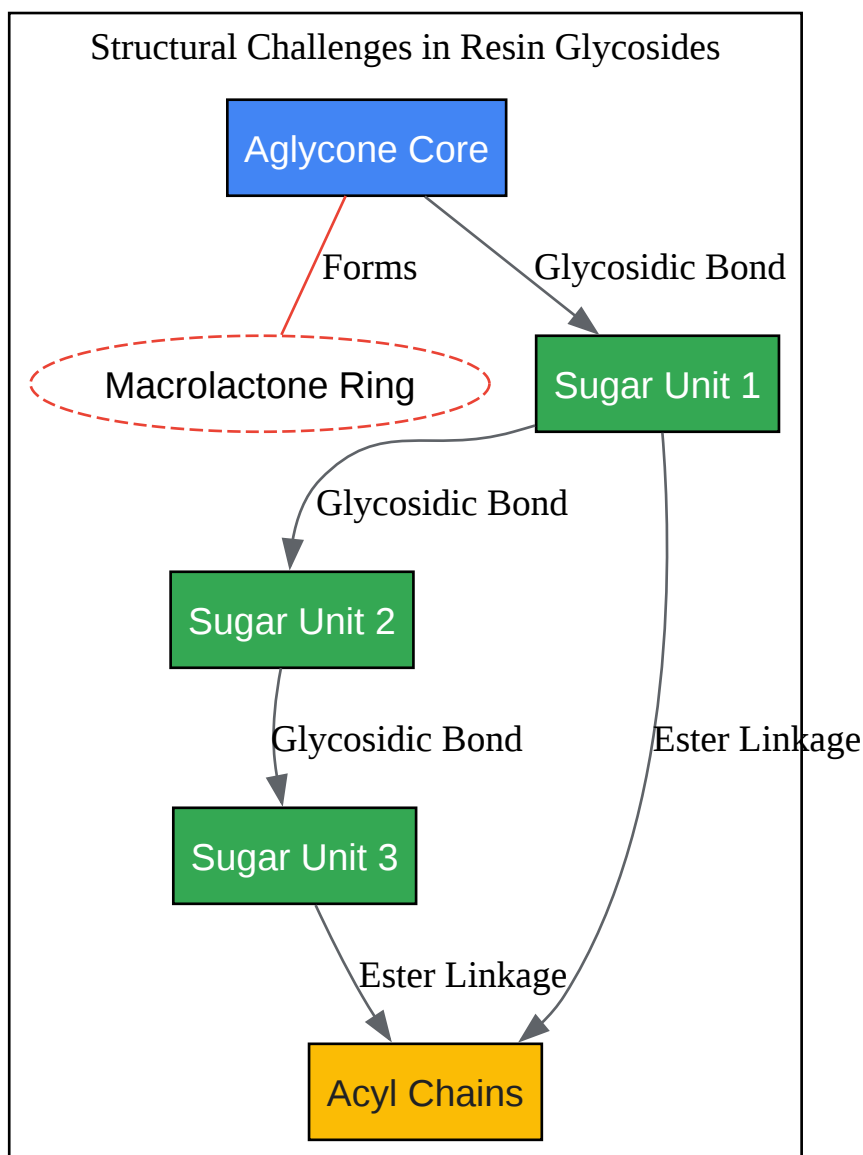 Structural Challenges in Resin Glycosides
Aglycone Core
Forms
Glycosidic Bond
Macrolactone Ring
Sugar Unit 1
Glycosidic Bond
Sugar Unit 2
Glycosidic Bond
Ester Linkage
Sugar Unit 3
Ester Linkage
Acyl Chains